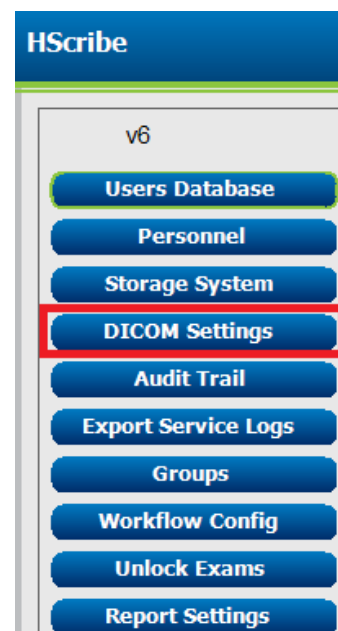 HScribe
v6
Users Database
Personnel
Storage System
DICOM Settings
Audit Trail
Export Service Logs
Groups
Workflow Config
Unlock Exams
Report Settings